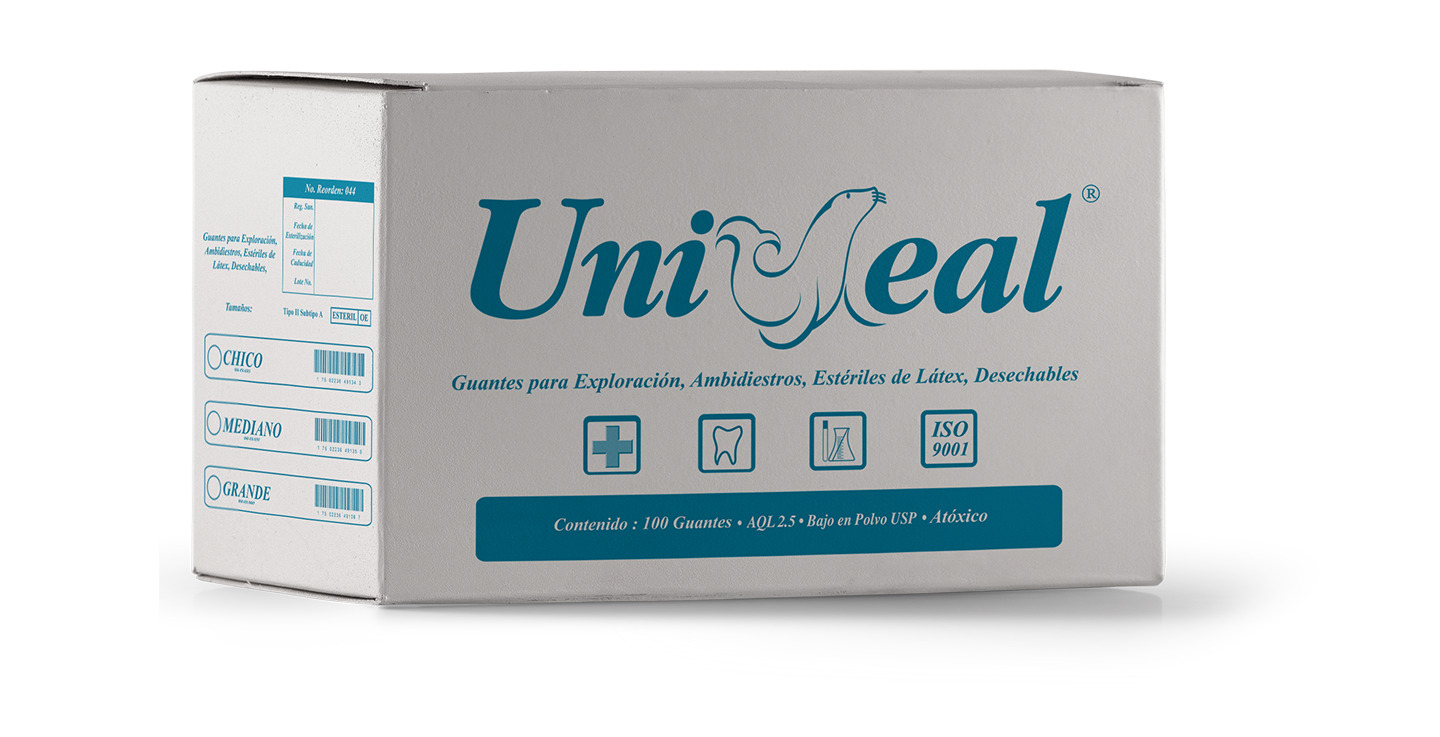 No. Reorden: 044
Reg. San.
Fecha de
Esterilización
Fecha de
Caducidad
Lote No.
Guantes para Exploración,
Ambidiestros, Estériles de
Látex, Desechables,
Tamaños:
Tipo II Subtipo A
ESTERIL OE
CHICO
MEDIANO
GRANDE
Uni eal ®
Guantes para Exploración, Ambidiestros, Estériles de Látex, Desechables
ISO
9001
Contenido : 100 Guantes • AQL 2.5 • Bajo en Polvo USP • Atóxico